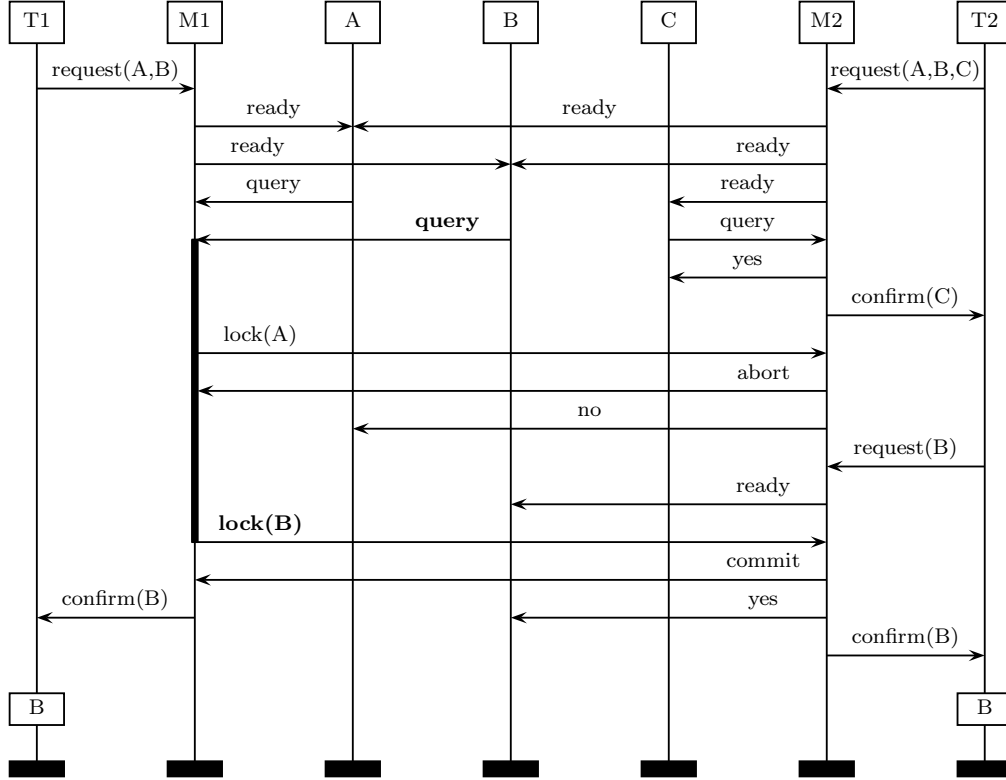 T1 M1 A B C M2 T2
request(A,B) request(A,B,C)
ready ready
ready ready
query ready
query query
yes
confirm(C)
lock(A)
abort
no
request(B)
ready
lock(B)
commit
confirm(B) yes
confirm(B)
B B